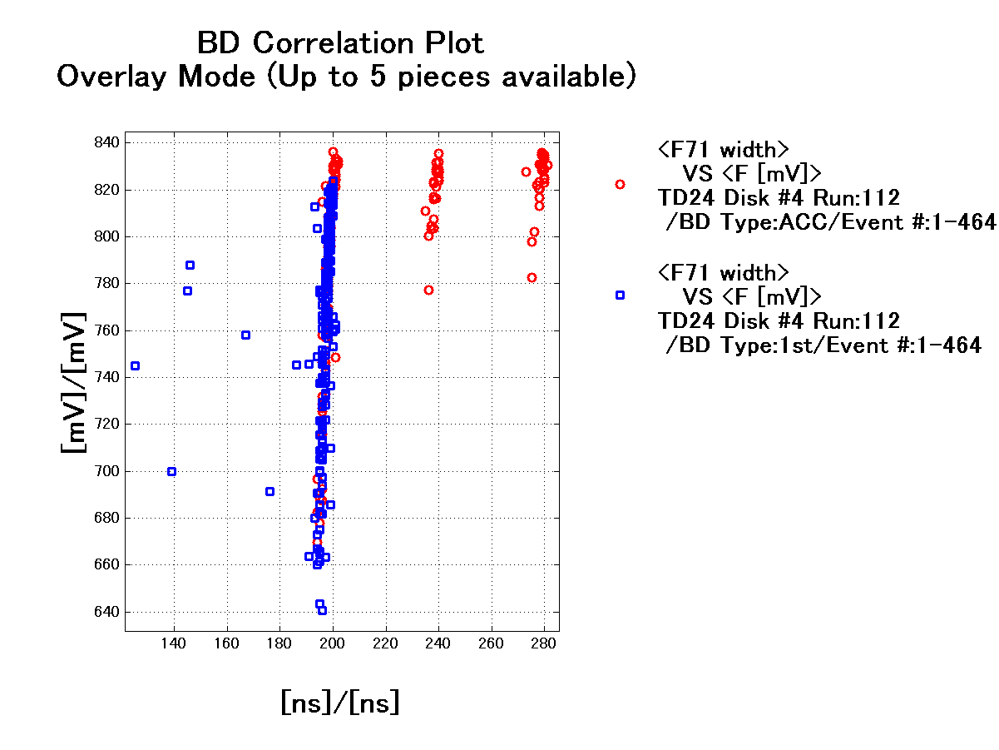 BD Correlation Plot
Overlay Mode (Up to 5 pieces available)
840
820
800
780
760
740
720
700
680
660
640
[mV]/[mV]
140 160 180 200 220 240 260 280
[ns]/[ns]
<F71 width>
VS <F [mV]>
TD24 Disk #4 Run:112
/BD Type:ACC/Event #:1-464
<F71 width>
VS <F [mV]>
TD24 Disk #4 Run:112
/BD Type:1st/Event #:1-464